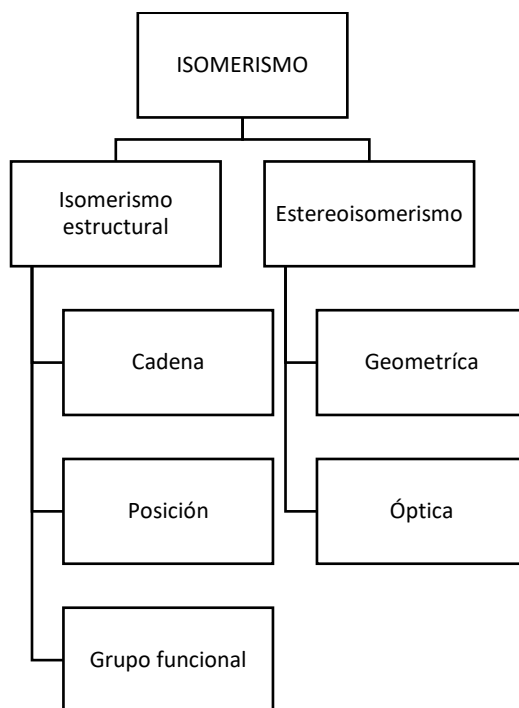 ISOMERISMO
Isomerismo
estructural
Estereoisomerismo
Cadena
Geometríca
Posición
Óptica
Grupo funcional